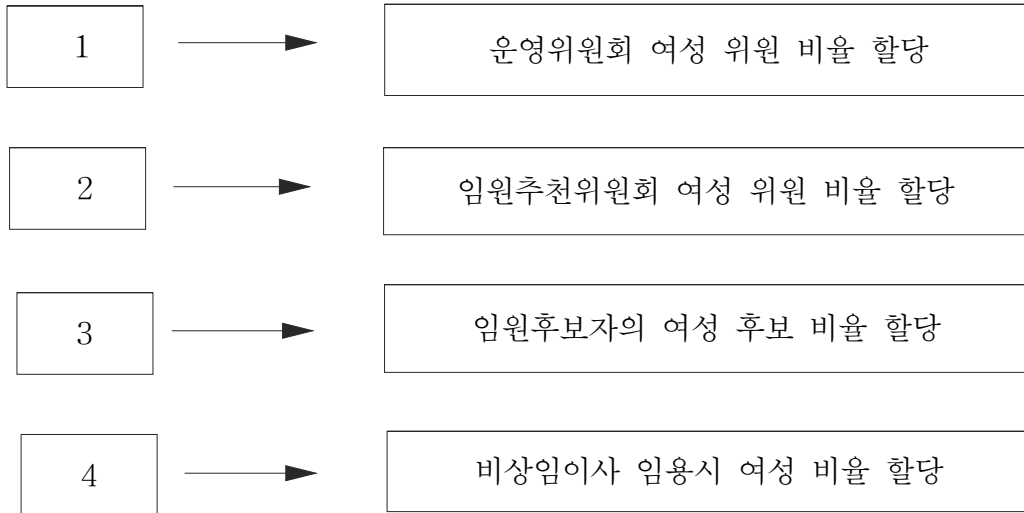 1 운영위원회 여성 위원 비율 할당
2 임원추천위원회 여성 위원 비율 할당
3 임원후보자의 여성 후보 비율 할당
4 비상임이사 임용시 여성 비율 할당